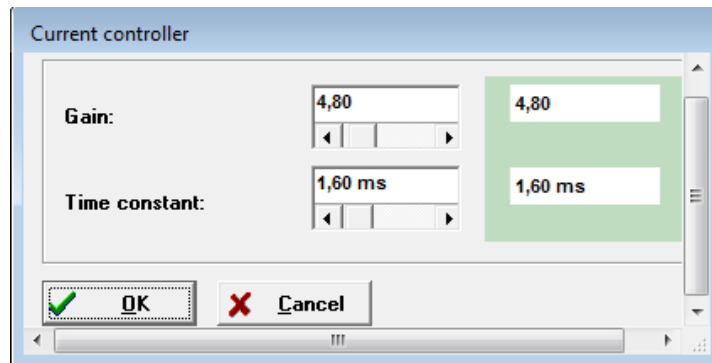 Current controller
Gain:
4,80
4,80
Time constant:
1,60 ms
1,60 ms
OK
Cancel